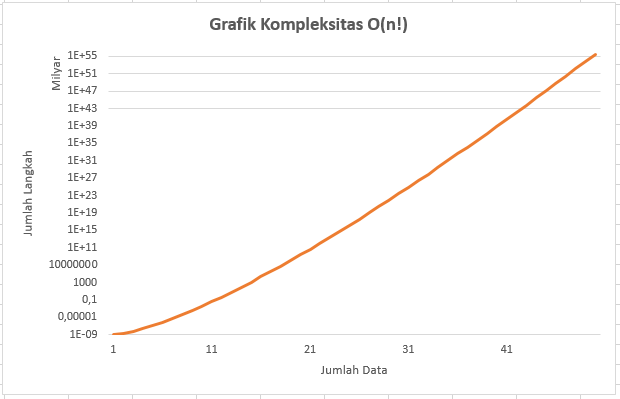 Grafik Kompleksitas O(n!)
Milyar
Jumlah Langkah
1E+55
1E+51
1E+47
1E+43
1E+39
1E+35
1E+31
1E+27
1E+23
1E+19
1E+15
1E+11
10000000
1000
0,1
0,00001
1E-09
1 11 21 31 41
Jumlah Data